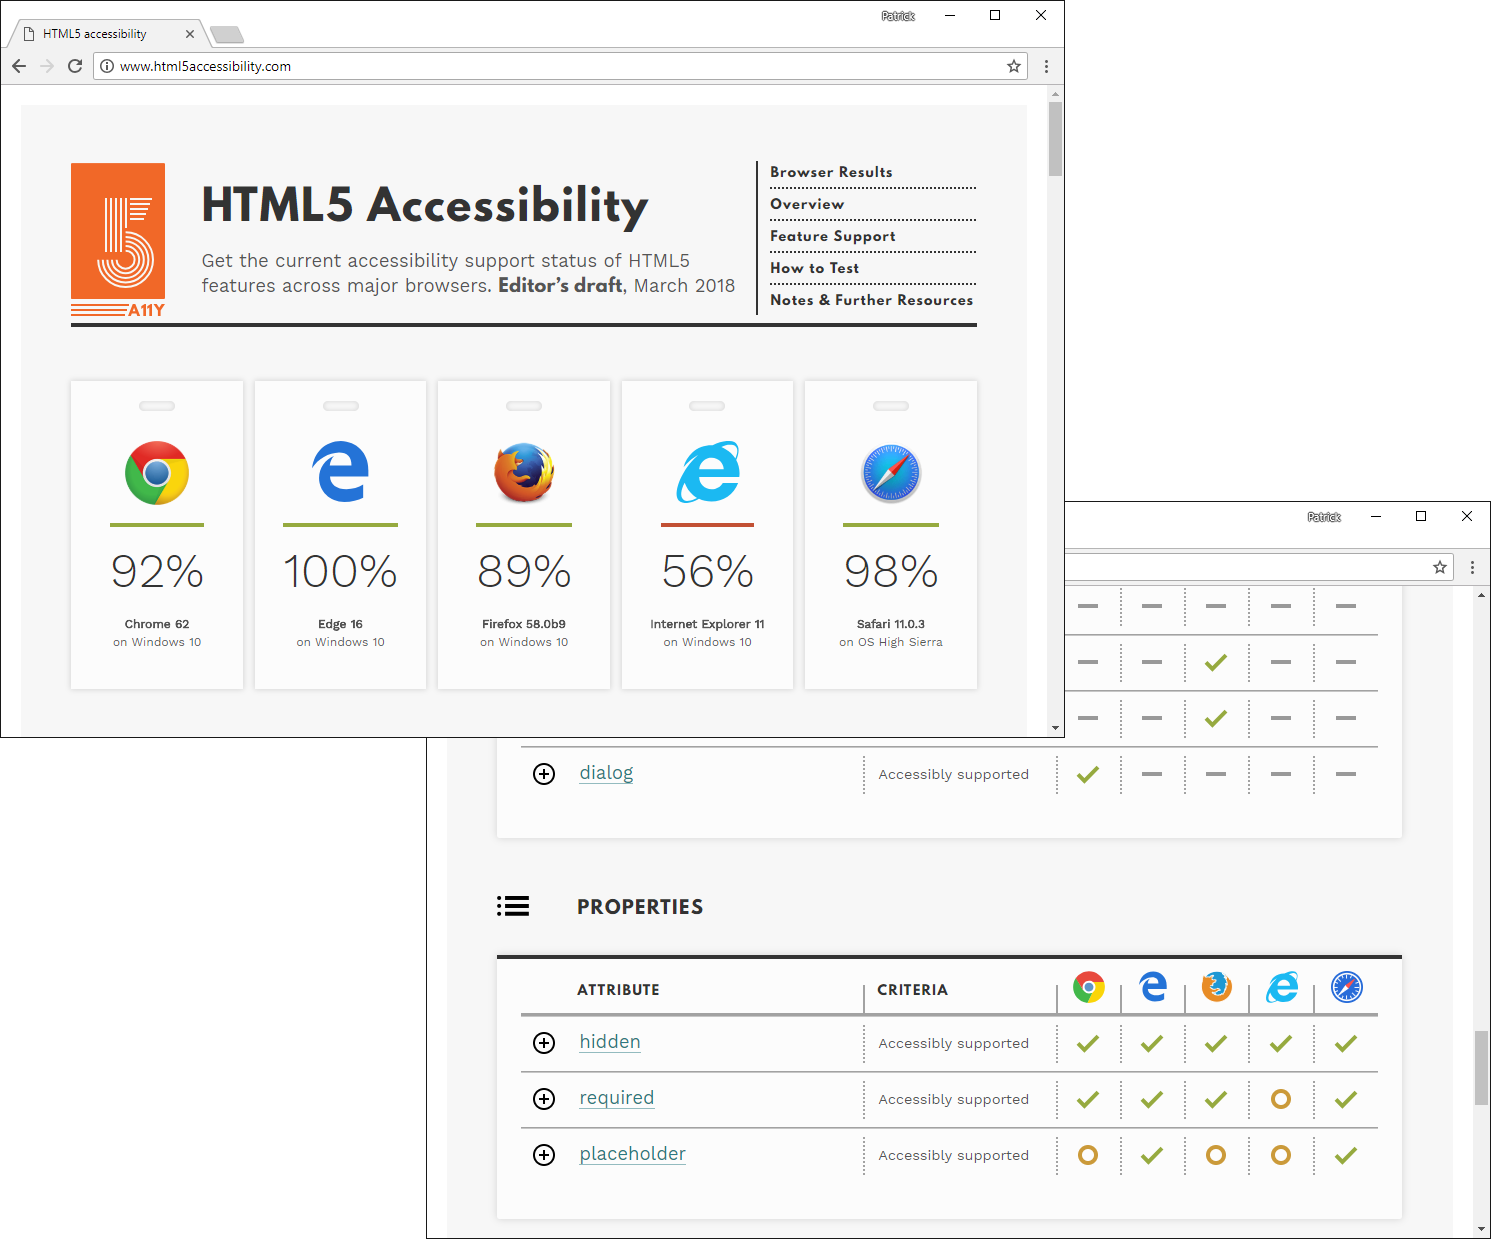 Patrick
HTML5 accessibility
www.html5accessibility.com
5
A11Y
HTML5 Accessibility
Get the current accessibility support status of HTML5
features across major browsers. Editor's draft, March 2018
Browser Results
Overview
Feature Support
How to Test
Notes & Further Resources
92%
Chrome 62
on Windows 10
100%
Edge 16
on Windows 10
89%
Firefox 58.0b9
on Windows 10
56%
Internet Explorer 11
on Windows 10
98%
Safari 11.0.3
on OS High Sierra
Patrick
dialog Accessibly supported
PROPERTIES
ATTRIBUTE CRITERIA
hidden Accessibly supported
required Accessibly supported
placeholder Accessibly supported